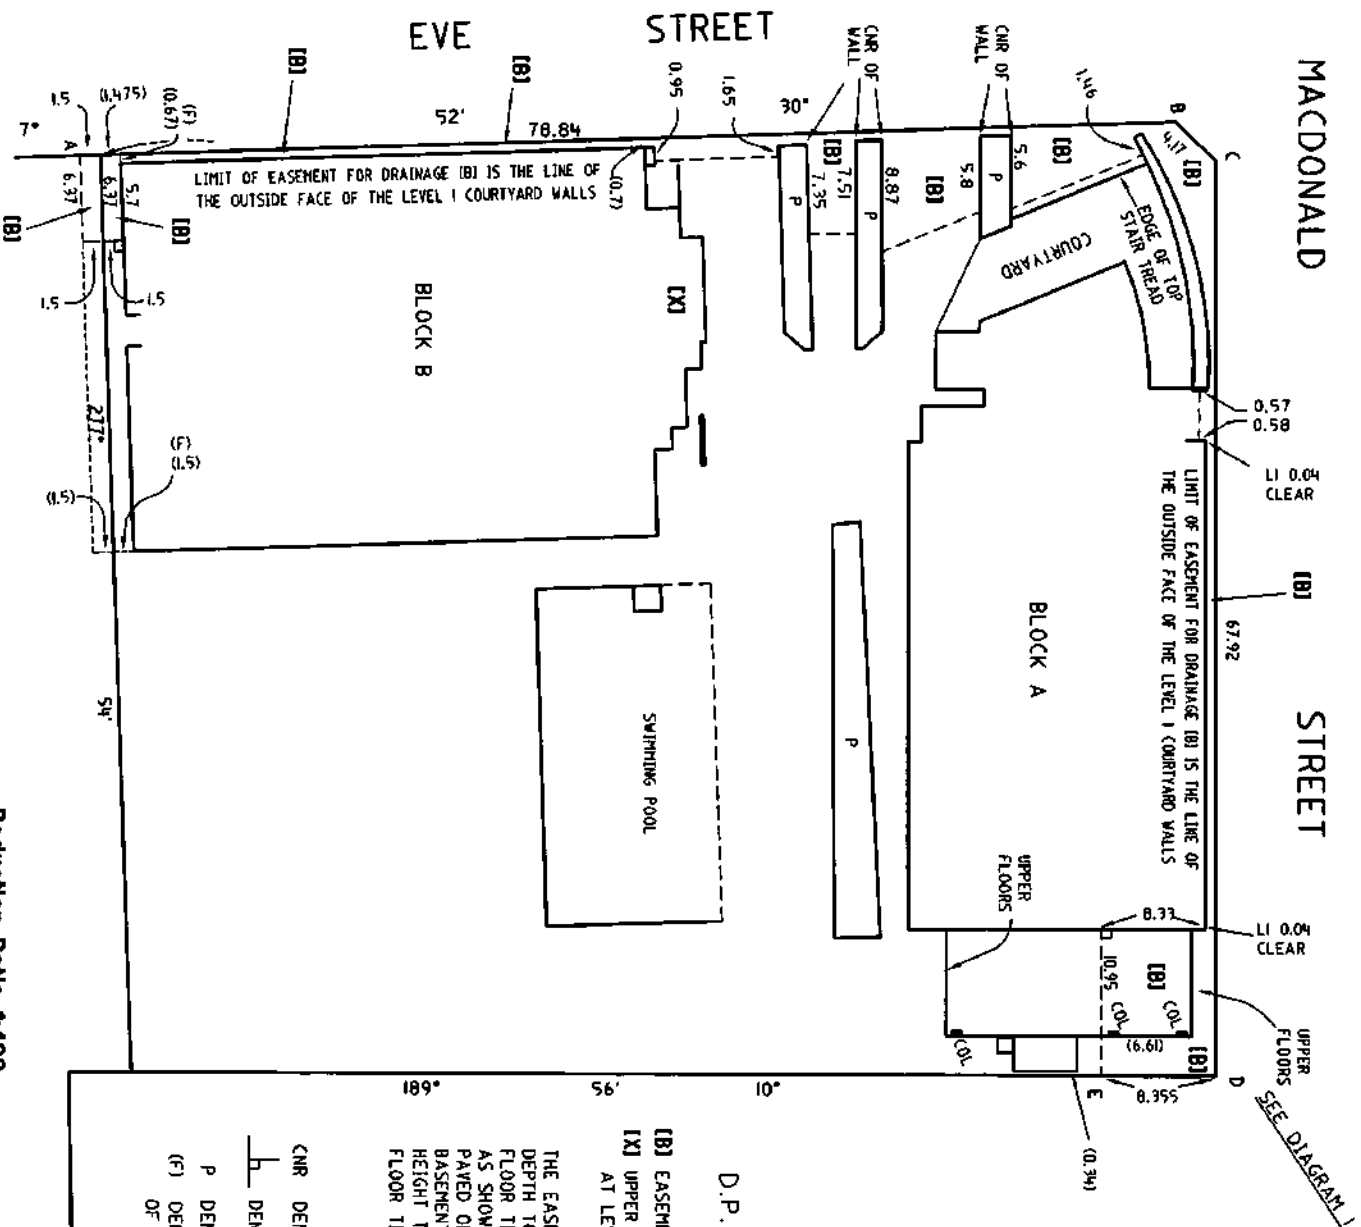 MACDONALD
STREET
EVE
STREET
[B]
[B]
52'
78.84
30°
7°
1.5
(1.475)
(0.67)
(F)
A
6.37
6.37
5.7
[B]
[B]
1.5
1.5
LIMIT OF EASEMENT FOR DRAINAGE [B] IS THE LINE OF
THE OUTSIDE FACE OF THE LEVEL 1 COURTYARD WALLS
(0.7)
0.95
1.65
CNR OF
WALL
CNR OF
WALL
1.46
B
4.17
C
[B]
[B]
5.6
5.8
P
[B]
[B]
7.35
7.51
8.87
P
P
EDGE OF TOP
STAIR TREAD
COURTYARD
0.57
0.58
L1 0.04
CLEAR
[X]
BLOCK B
277°
(F)
(1.5)
(1.5)
54'
LIMIT OF EASEMENT FOR DRAINAGE [B] IS THE LINE OF
THE OUTSIDE FACE OF THE LEVEL 1 COURTYARD WALLS
[B]
67.92
BLOCK A
P
SWIMMING POOL
UPPER
FLOORS
8.33
L1 0.04
CLEAR
10.95
[B]
COL
COL
COL
(6.61)
[B]
UPPER
FLOORS
D
E
8.355
(0.34)
SEE DIAGRAM
189°
56'
10°
D.P.
[B] EASEME
[X] UPPER
AT LE
THE EASE
DEPTH T
FLOOR T
AS SHOW
PAVED O
BASEMEN
HEIGHT T
FLOOR T
CNR DE
DE
P DE
(F) DE
OF